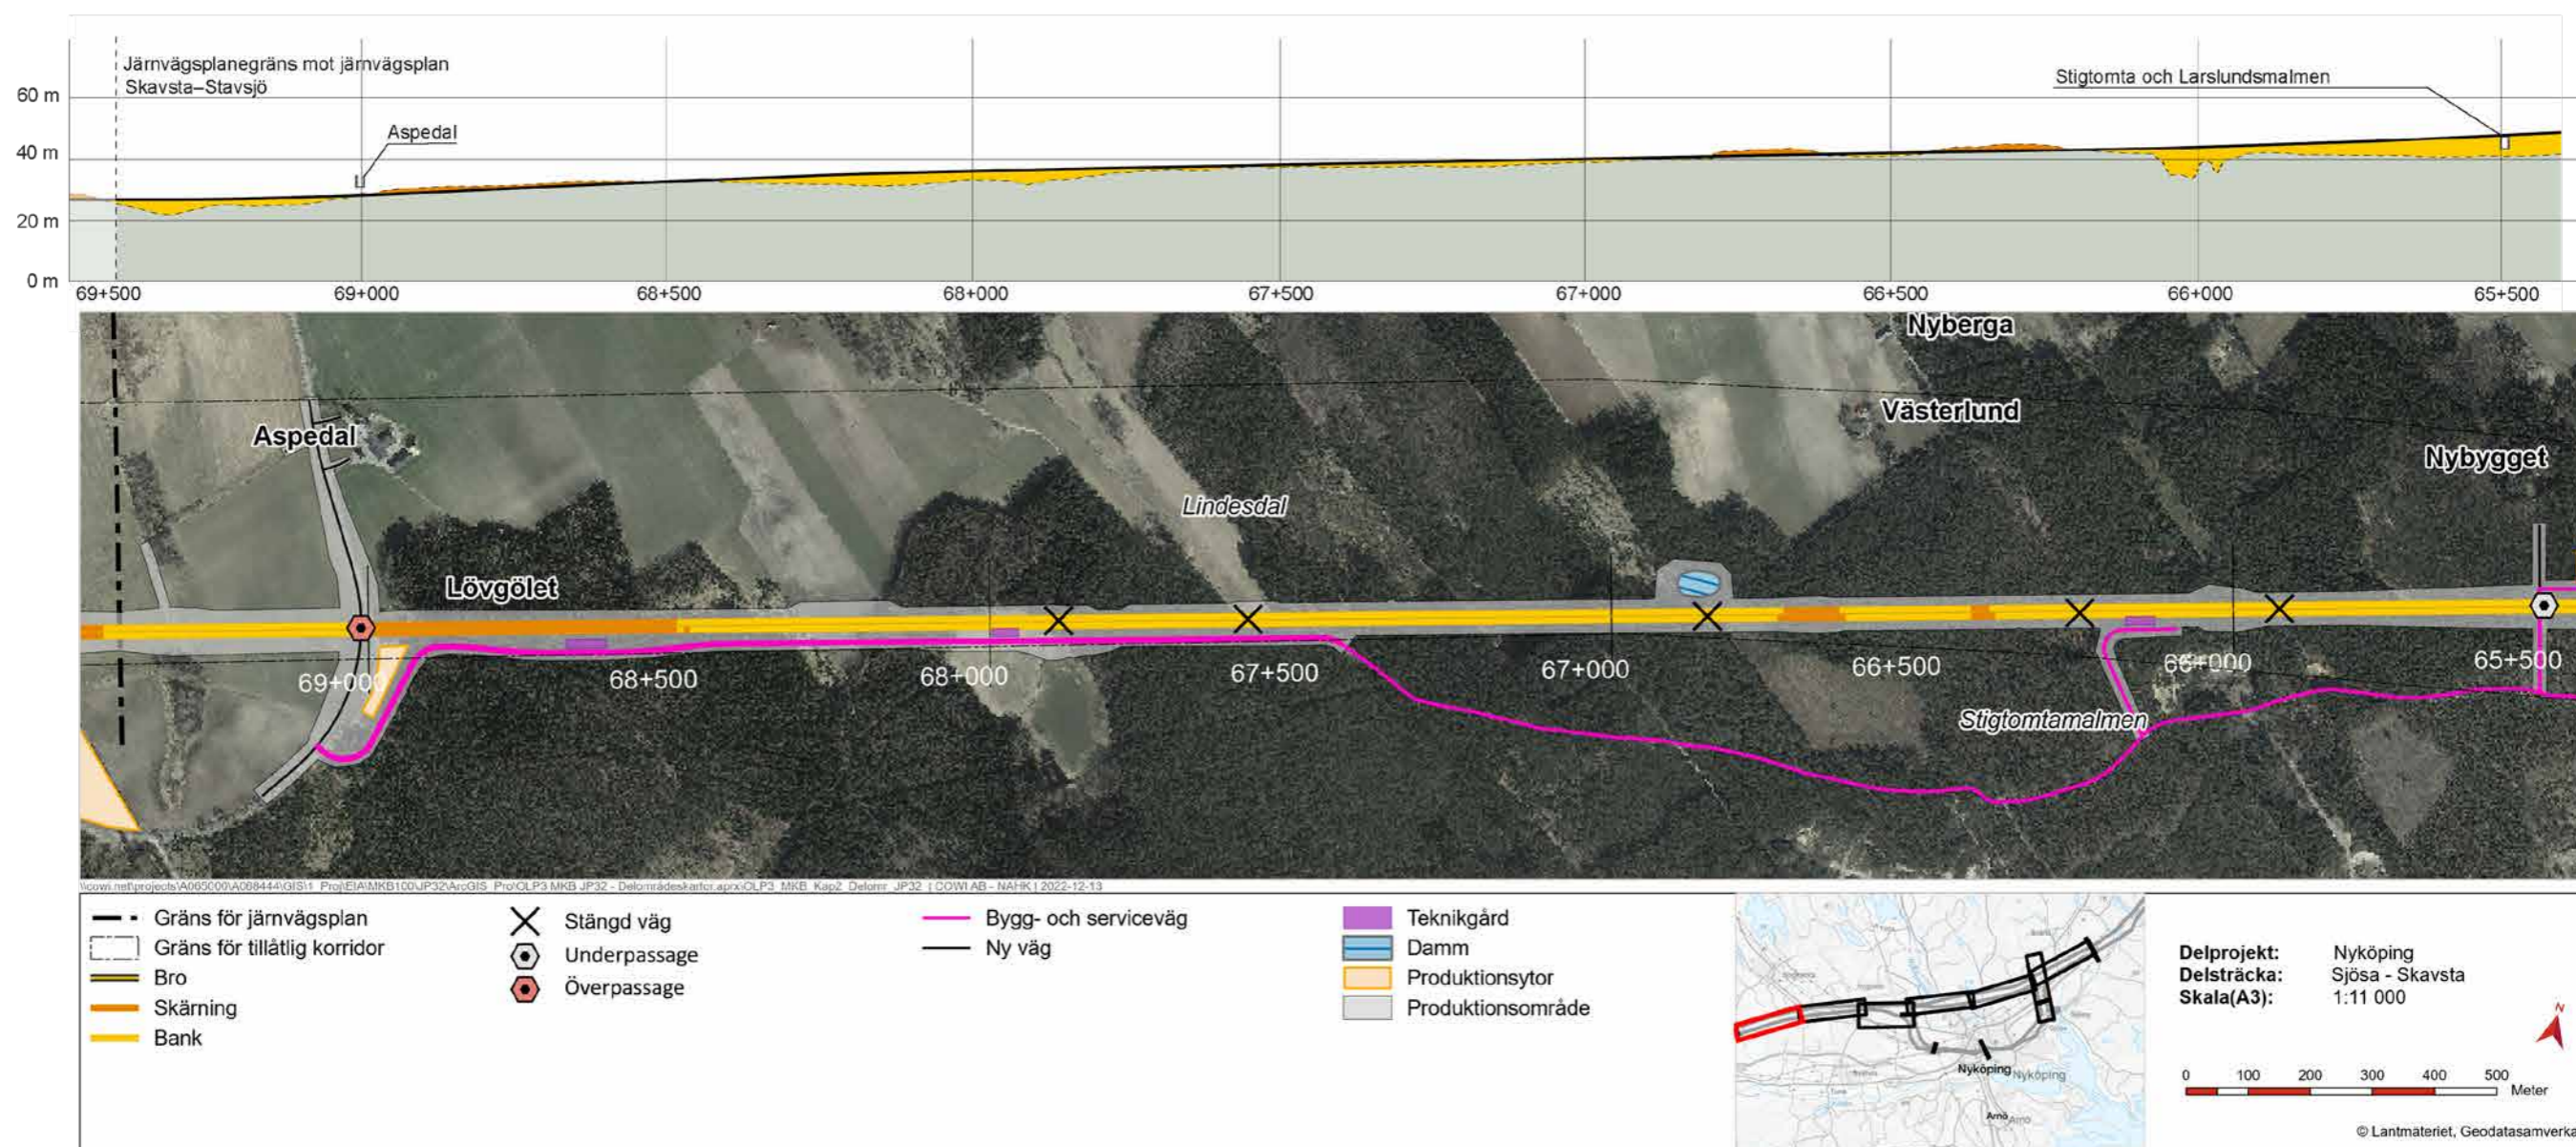 Järnvägsplanegräns mot järnvägsplan
Skavsta–Stavsjö
Stigtomta och Larslundsmalmen
60 m
Aspedal
40 m
20 m
0 m
69+500 69+000 68+500 68+000 67+500 67+000 66+500 66+000 65+500
Nyberga
Västerlund
Aspedal
Nybygget
Lindesdal
Lövgölet
69+000 68+500 68+000 67+500 67+000 66+500 66+000 65+500
Stigtomtamalmen
Gräns för järnvägsplan
Gräns för tillåtlig korridor
Bro
Skärning
Bank
Stängd väg
Underpassage
Överpassage
Bygg- och serviceväg
Ny väg
Teknikgård
Damm
Produktionsytor
Produktionsområde
Nyköping
Nyköping
Arnö
Arnö
Delprojekt: Nyköping
Delsträcka: Sjösa - Skavsta
Skala(A3): 1:11 000
N
0 100 200 300 400 500
Meter
© Lantmäteriet, Geodatasamverka